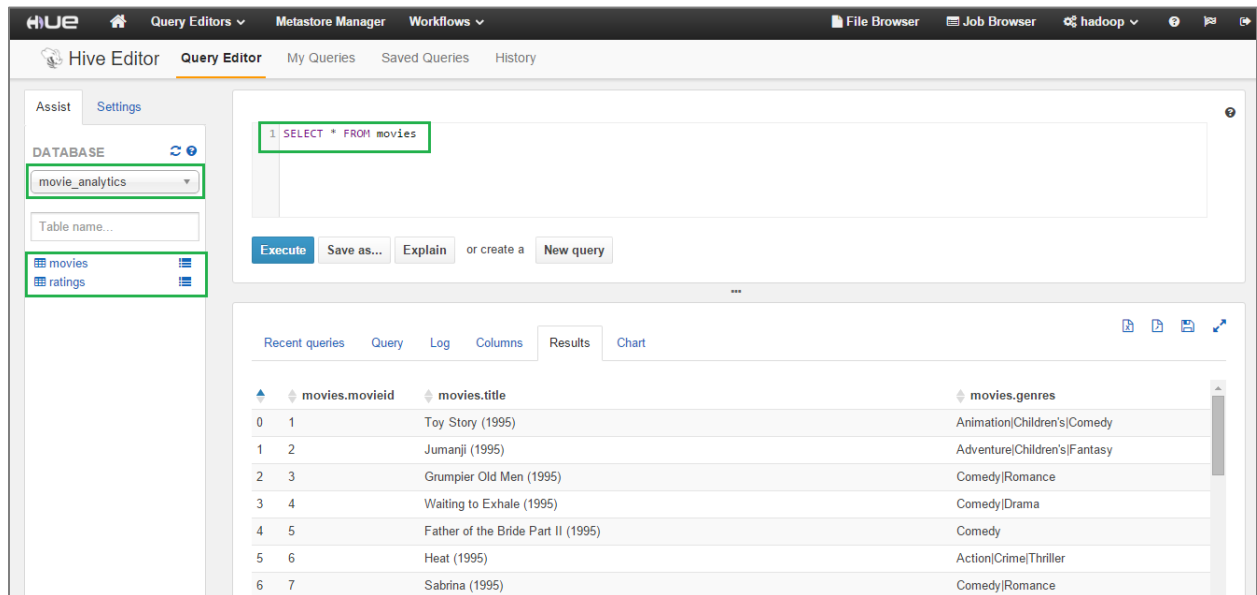 HUE Query Editors Metastore Manager Workflows File Browser Job Browser hadoop
Hive Editor Query Editor My Queries Saved Queries History
Assist Settings
DATABASE
movie_analytics
Table name...
movies
ratings
1 SELECT * FROM movies
Execute Save as... Explain or create a New query
Recent queries Query Log Columns Results Chart
movies.movieid movies.title movies.genres
0 1 Toy Story (1995) Animation|Children's|Comedy
1 2 Jumanji (1995) Adventure|Children's|Fantasy
2 3 Grumpier Old Men (1995) Comedy|Romance
3 4 Waiting to Exhale (1995) Comedy|Drama
4 5 Father of the Bride Part II (1995) Comedy
5 6 Heat (1995) Action|Crime|Thriller
6 7 Sabrina (1995) Comedy|Romance